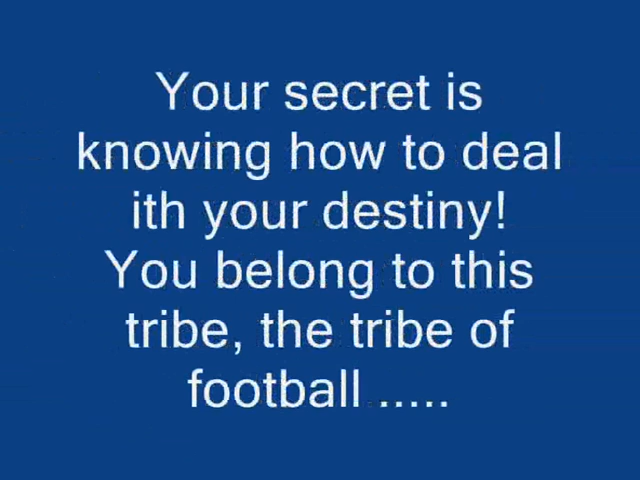 Your secret is
knowing how to deal
ith your destiny!
You belong to this
tribe, the tribe of
football .....